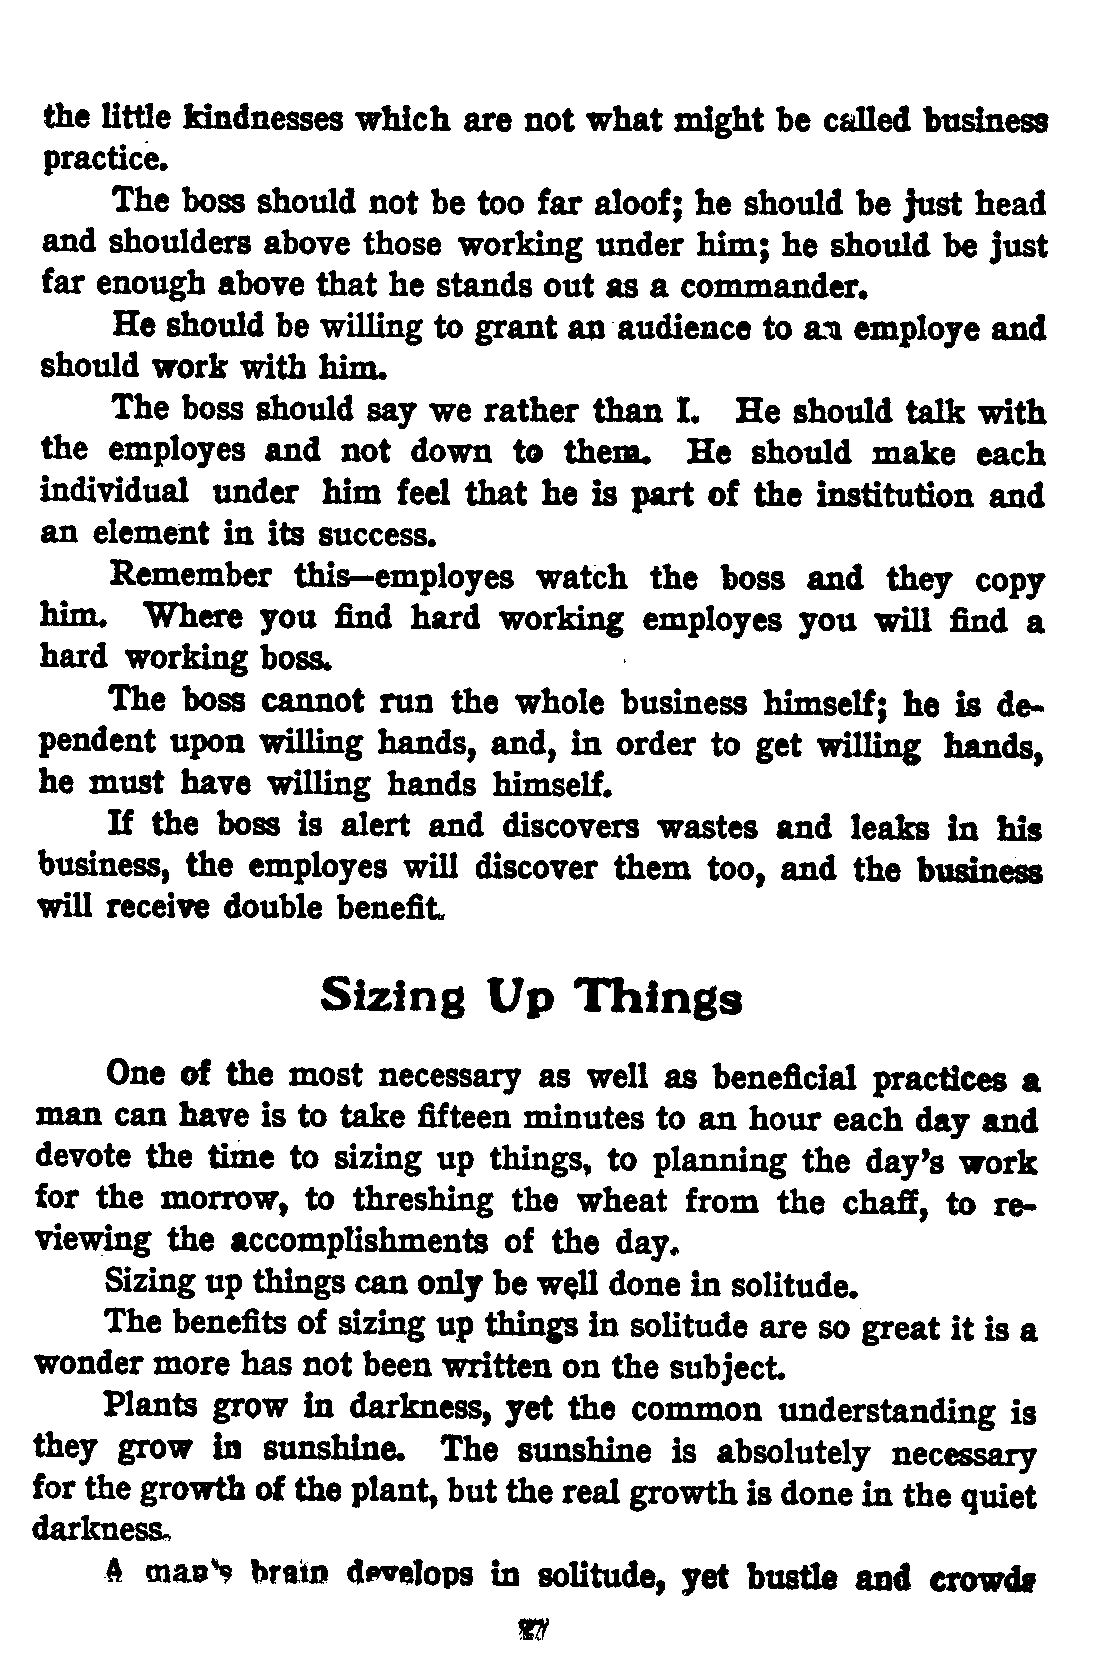 the little kindnesses which are not what might be called business
practice.
The boss should not be too far aloof; he should be just head
and shoulders above those working under him; he should be just
far enough above that he stands out as a commander.
He should be willing to grant an audience to an employe and
should work with him.
The boss should say we rather than I. He should talk with
the employes and not down to them. He should make each
individual under him feel that he is part of the institution and
an element in its success.
Remember this—employes watch the boss and they copy
him. Where you find hard working employes you will find a
hard working boss.
The boss cannot run the whole business himself; he is de-
pendent upon willing hands, and, in order to get willing hands,
he must have willing hands himself.
If the boss is alert and discovers wastes and leaks in his
business, the employes will discover them too, and the business
will receive double benefit.
Sizing Up Things
One of the most necessary as well as beneficial practices a
man can have is to take fifteen minutes to an hour each day and
devote the time to sizing up things, to planning the day's work
for the morrow, to threshing the wheat from the chaff, to re-
viewing the accomplishments of the day.
Sizing up things can only be well done in solitude.
The benefits of sizing up things in solitude are so great it is a
wonder more has not been written on the subject.
Plants grow in darkness, yet the common understanding is
they grow in sunshine. The sunshine is absolutely necessary
for the growth of the plant, but the real growth is done in the quiet
darkness.
A man's brain develops in solitude, yet bustle and crowds
27